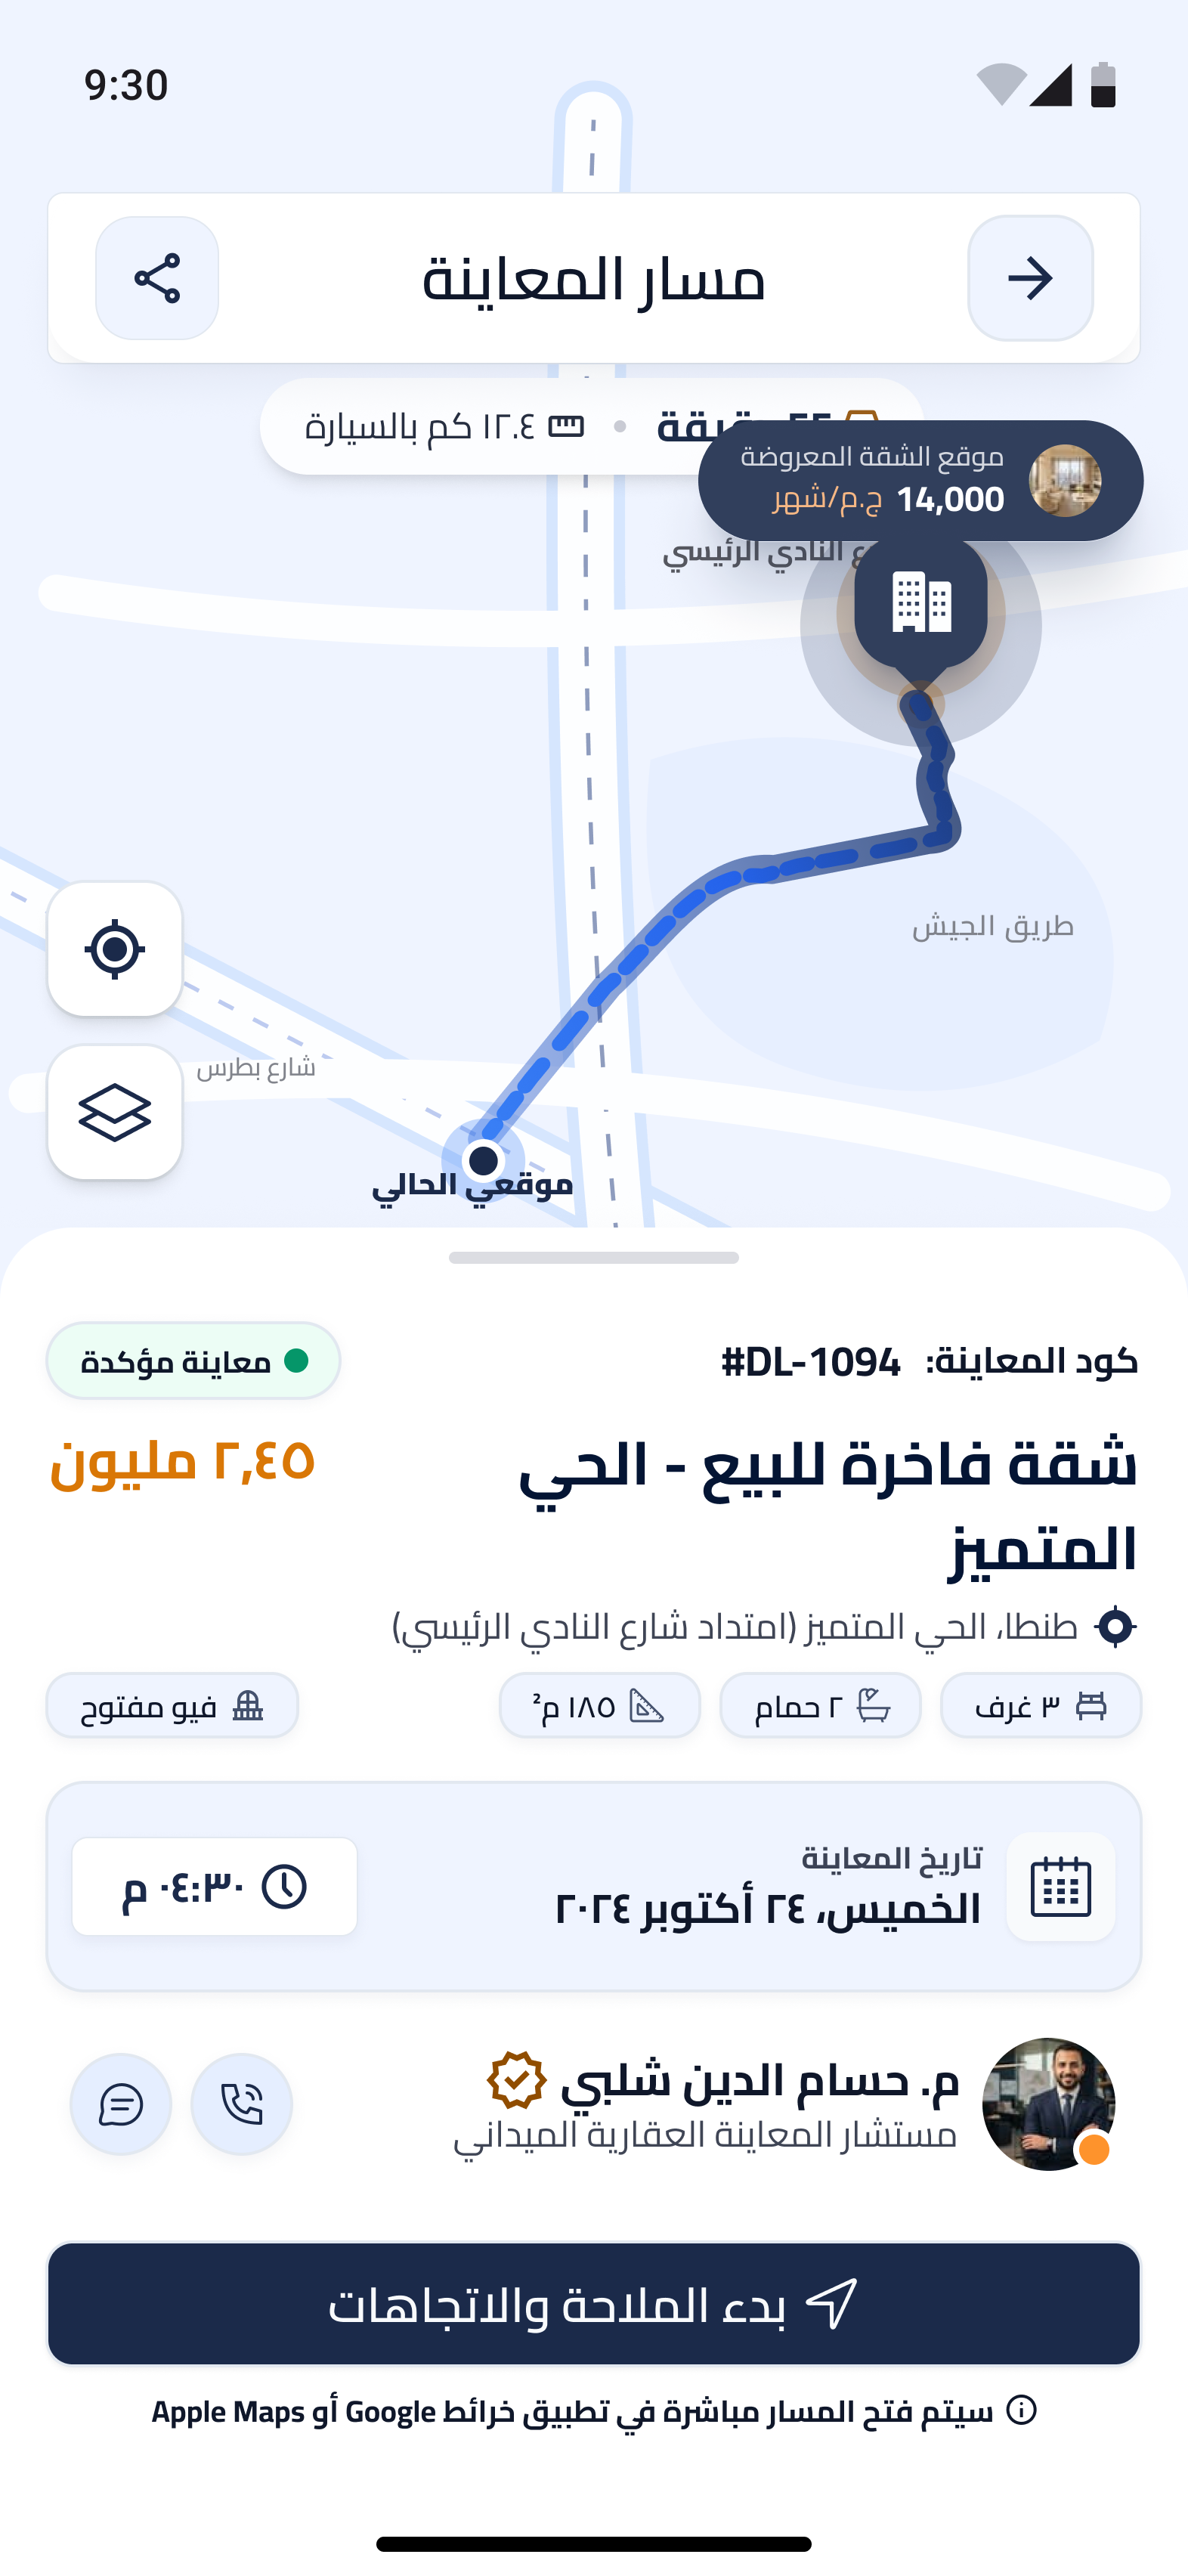 9:30
مسار المعاينة
دقيقة • ١٢.٤ كم بالسيارة
موقع الشقة المعروضة
14,000 ج.م/شهر
النادي الرئيسي
طريق الجيش
شارع بطرس
موقعي الحالي
كود المعاينة: #DL-1094
معاينة مؤكدة
شقة فاخرة للبيع - الحي
المتميز
٢,٤٥ مليون
طنطا، الحي المتميز (امتداد شارع النادي الرئيسي)
٣ غرف
٢ حمام
١٨٥ م²
فيو مفتوح
تاريخ المعاينة
الخميس، ٢٤ أكتوبر ٢٠٢٤
٠٤:٣٠ م
م. حسام الدين شلبي
مستشار المعاينة العقارية الميداني
بدء الملاحة والاتجاهات
سيتم فتح المسار مباشرة في تطبيق خرائط Google أو Apple Maps